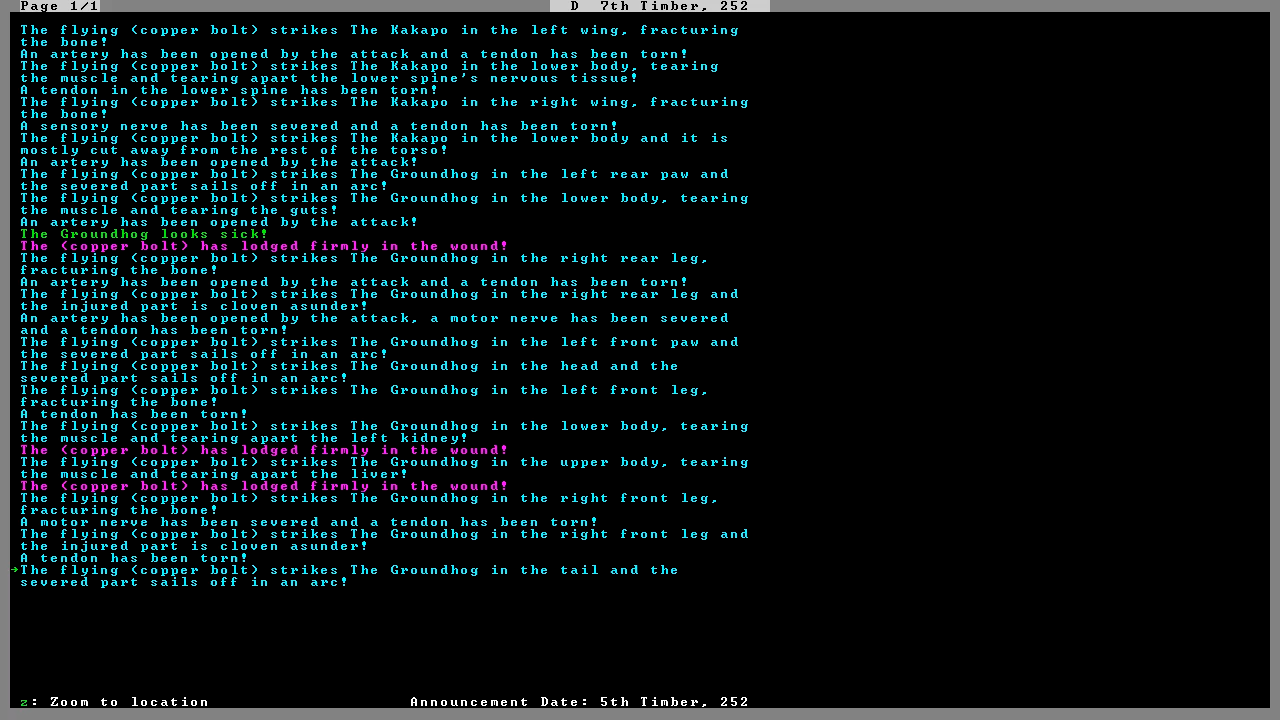 Page 1/1 D 7th Timber, 252
The flying (copper bolt) strikes The Kakapo in the left wing, fracturing
the bone!
An artery has been opened by the attack and a tendon has been torn!
The flying (copper bolt) strikes The Kakapo in the lower body, tearing
the muscle and tearing apart the lower spine's nervous tissue!
A tendon in the lower spine has been torn!
The flying (copper bolt) strikes The Kakapo in the right wing, fracturing
the bone!
A sensory nerve has been severed and a tendon has been torn!
The flying (copper bolt) strikes The Kakapo in the lower body and it is
mostly cut away from the rest of the torso!
An artery has been opened by the attack!
The flying (copper bolt) strikes The Groundhog in the left rear paw and
the severed part sails off in an arc!
The flying (copper bolt) strikes The Groundhog in the lower body, tearing
the muscle and tearing the guts!
An artery has been opened by the attack!
The Groundhog looks sick!
The (copper bolt) has lodged firmly in the wound!
The flying (copper bolt) strikes The Groundhog in the right rear leg,
fracturing the bone!
An artery has been opened by the attack and a tendon has been torn!
The flying (copper bolt) strikes The Groundhog in the right rear leg and
the injured part is cloven asunder!
An artery has been opened by the attack, a motor nerve has been severed
and a tendon has been torn!
The flying (copper bolt) strikes The Groundhog in the left front paw and
the severed part sails off in an arc!
The flying (copper bolt) strikes The Groundhog in the head and the
severed part sails off in an arc!
The flying (copper bolt) strikes The Groundhog in the left front leg,
fracturing the bone!
A tendon has been torn!
The flying (copper bolt) strikes The Groundhog in the lower body, tearing
the muscle and tearing apart the left kidney!
The (copper bolt) has lodged firmly in the wound!
The flying (copper bolt) strikes The Groundhog in the upper body, tearing
the muscle and tearing apart the liver!
The (copper bolt) has lodged firmly in the wound!
The flying (copper bolt) strikes The Groundhog in the right front leg,
fracturing the bone!
A motor nerve has been severed and a tendon has been torn!
The flying (copper bolt) strikes The Groundhog in the right front leg and
the injured part is cloven asunder!
A tendon has been torn!
→The flying (copper bolt) strikes The Groundhog in the tail and the
severed part sails off in an arc!
z: Zoom to location Announcement Date: 5th Timber, 252